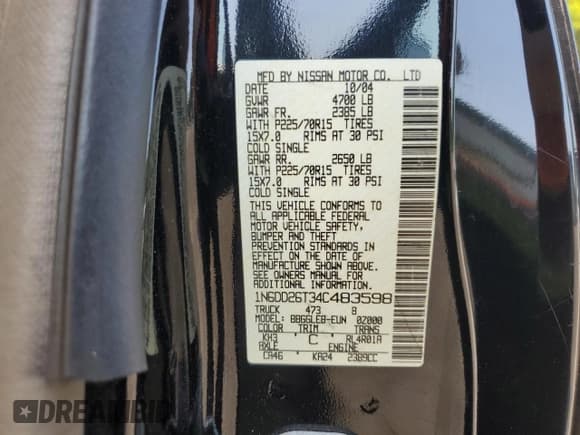 MFD BY NISSAN MOTOR CO. LTD
DATE 10/04
GVWR 4700 LB
GAWR FR. 2385 LB
WITH P225/70R15 TIRES
15X7.0 RIMS AT 30 PSI
COLD SINGLE
GAWR RR. 2650 LB
WITH P225/70R15 TIRES
15X7.0 RIMS AT 30 PSI
COLD SINGLE
THIS VEHICLE CONFORMS TO
ALL APPLICABLE FEDERAL
MOTOR VEHICLE SAFETY,
BUMPER AND THEFT
PREVENTION STANDARDS IN
EFFECT ON THE DATE OF
MANUFACTURE SHOWN ABOVE.
SEE OWNERS MANUAL FOR
ADDITIONAL INFORMATION.
1N6DD26T34C483598
TRUCK 473 B
MODEL: BBGSLEB-EUN 0Z000
COLOR TRIM TRANS
KH3 C RL4R01A
AXLE ENGINE
CA46 KA24 2389CC
DREAMBID